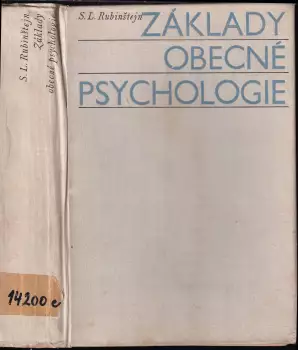 S. L. Rubinštejn
ZÁKLADY
OBECNÉ
PSYCHOLOGIE
S. L. Rubinštejn
Základy
obecné psychologie
14200 c